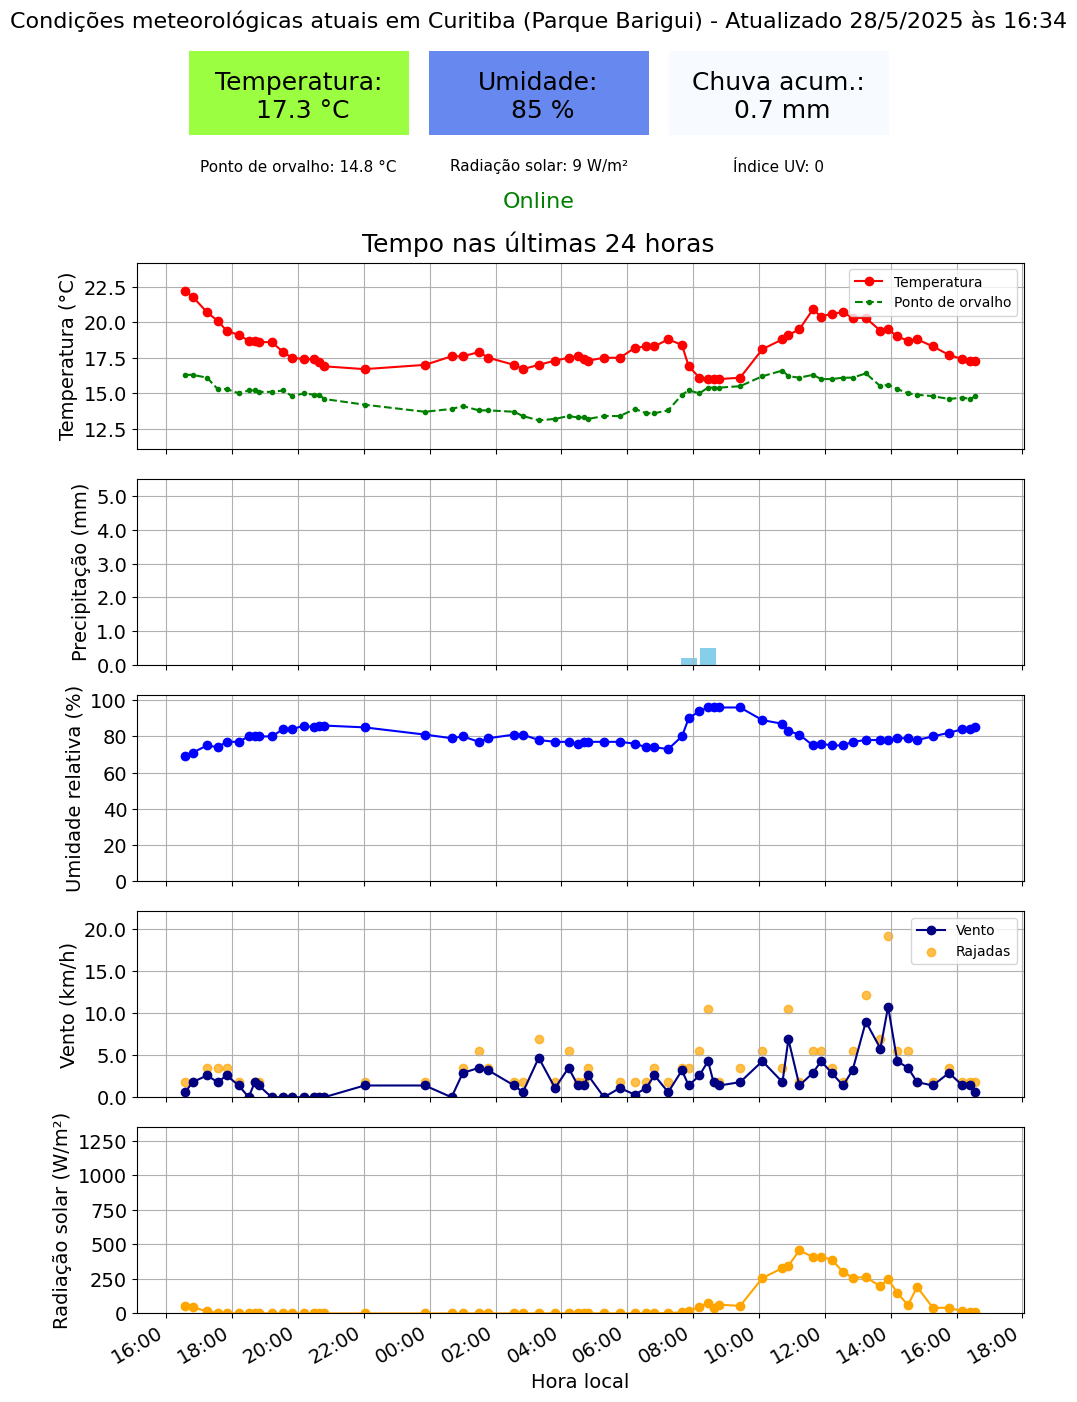 Condições meteorológicas atuais em Curitiba (Parque Barigui) - Atualizado 28/5/2025 às 16:34
Temperatura:
17.3 °C
Umidade:
85 %
Chuva acum.:
0.7 mm
Ponto de orvalho: 14.8 °C
Radiação solar: 9 W/m²
Índice UV: 0
Online
Tempo nas últimas 24 horas
Temperatura (°C)
22.5
20.0
17.5
15.0
12.5
Temperatura
Ponto de orvalho
Precipitação (mm)
5.0
4.0
3.0
2.0
1.0
0.0
Umidade relativa (%)
100
80
60
40
20
0
Vento (km/h)
20.0
15.0
10.0
5.0
0.0
Vento
Rajadas
Radiação solar (W/m²)
1250
1000
750
500
250
0
16:00 18:00 20:00 22:00 00:00 02:00 04:00 06:00 08:00 10:00 12:00 14:00 16:00 18:00
Hora local